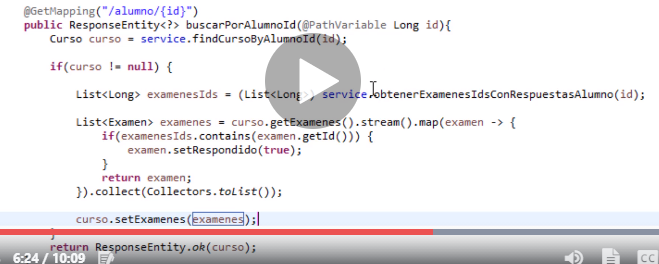 @GetMapping("/alumno/{id}")
public ResponseEntity<?> buscarPorAlumnoId(@PathVariable Long id){
Curso curso = service.findCursoByAlumnoId(id);
if(curso != null) {
List<Long> examenesIds = (List<Long>) service.obtenerExamenesIdsConRespuestasAlumno(id);
List<Examen> examenes = curso.getExamenes().stream().map(examen -> {
if(examenesIds.contains(examen.getId())) {
examen.setRespondido(true);
}
return examen;
}).collect(Collectors.toList());
curso.setExamenes(examenes);
}
return ResponseEntity.ok(curso);
6:24 / 10:09
CC